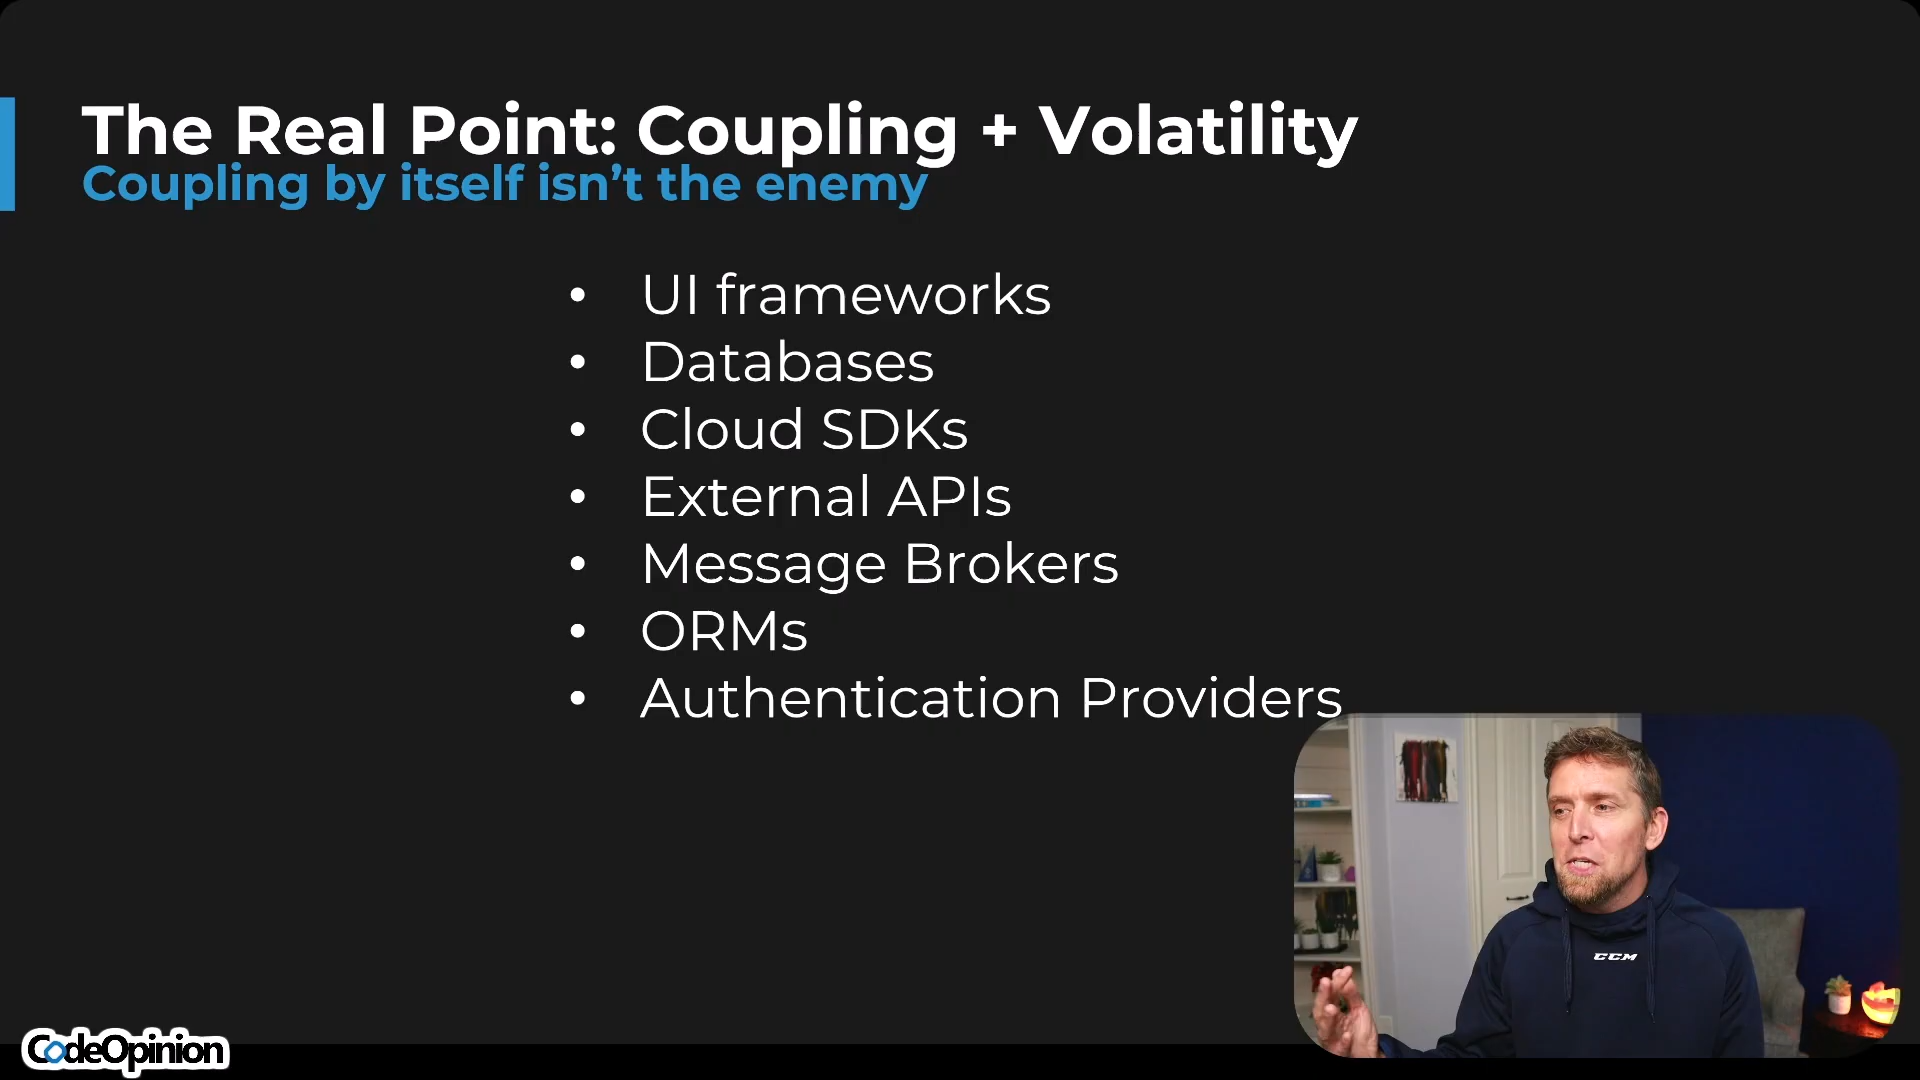 The Real Point: Coupling + Volatility
Coupling by itself isn’t the enemy
• UI frameworks
• Databases
• Cloud SDKs
• External APIs
• Message Brokers
• ORMs
• Authentication Providers
CCM
CodeOpinion